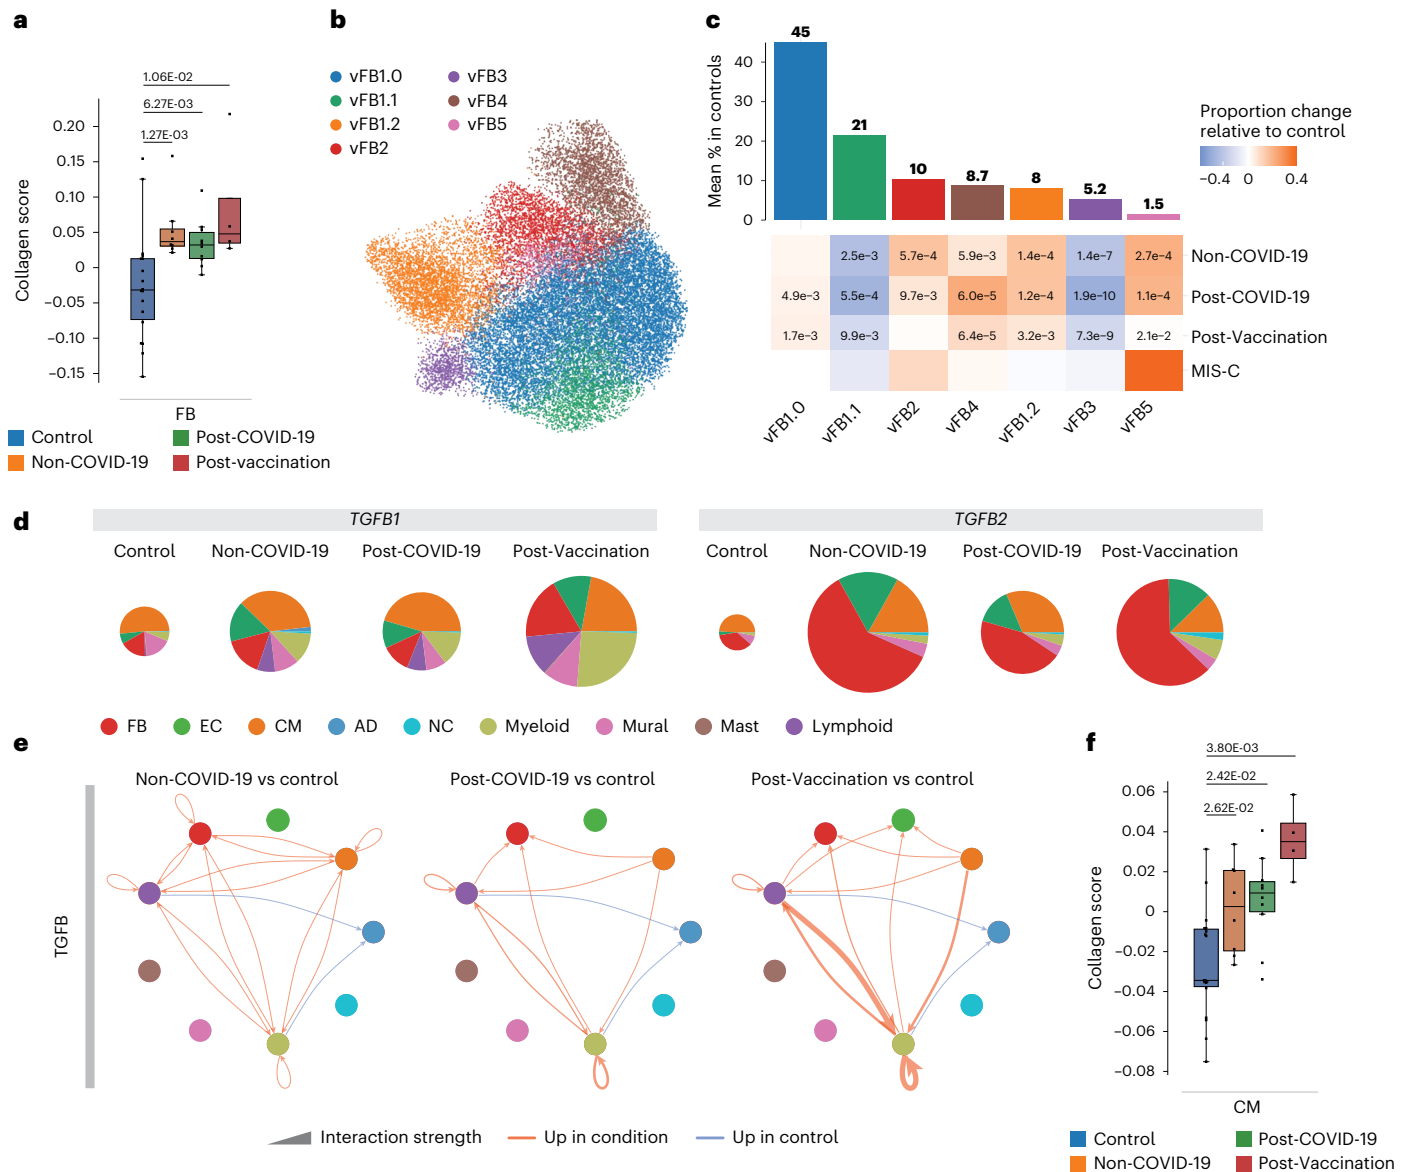 a
1.06E-02
6.27E-03
1.27E-03
0.20
0.15
0.10
0.05
0
−0.05
−0.10
−0.15
Collagen score
FB
Control
Non-COVID-19
Post-COVID-19
Post-vaccination
b
vFB1.0
vFB1.1
vFB1.2
vFB2
vFB3
vFB4
vFB5
c
Mean % in controls
40
30
20
10
0
45
21
10
8.7
8
5.2
1.5
Proportion change
relative to control
−0.4 0 0.4
2.5e−3 5.7e−4 5.9e−3 1.4e−4 1.4e−7 2.7e−4 Non-COVID-19
4.9e−3 5.5e−4 9.7e−3 6.0e−5 1.2e−4 1.9e−10 1.1e−4 Post-COVID-19
1.7e−3 9.9e−3 6.4e−5 3.2e−3 7.3e−9 2.1e−2 Post-Vaccination
MIS-C
vFB1.0 vFB1.1 vFB2 vFB4 vFB1.2 vFB3 vFB5
d
TGFB1
Control Non-COVID-19 Post-COVID-19 Post-Vaccination
TGFB2
Control Non-COVID-19 Post-COVID-19 Post-Vaccination
FB EC CM AD NC Myeloid Mural Mast Lymphoid
e
Non-COVID-19 vs control
Post-COVID-19 vs control
Post-Vaccination vs control
TGFB
Interaction strength Up in condition Up in control
f
3.80E-03
2.42E-02
2.62E-02
0.06
0.04
0.02
0
−0.02
−0.04
−0.06
−0.08
Collagen score
CM
Control
Non-COVID-19
Post-COVID-19
Post-Vaccination